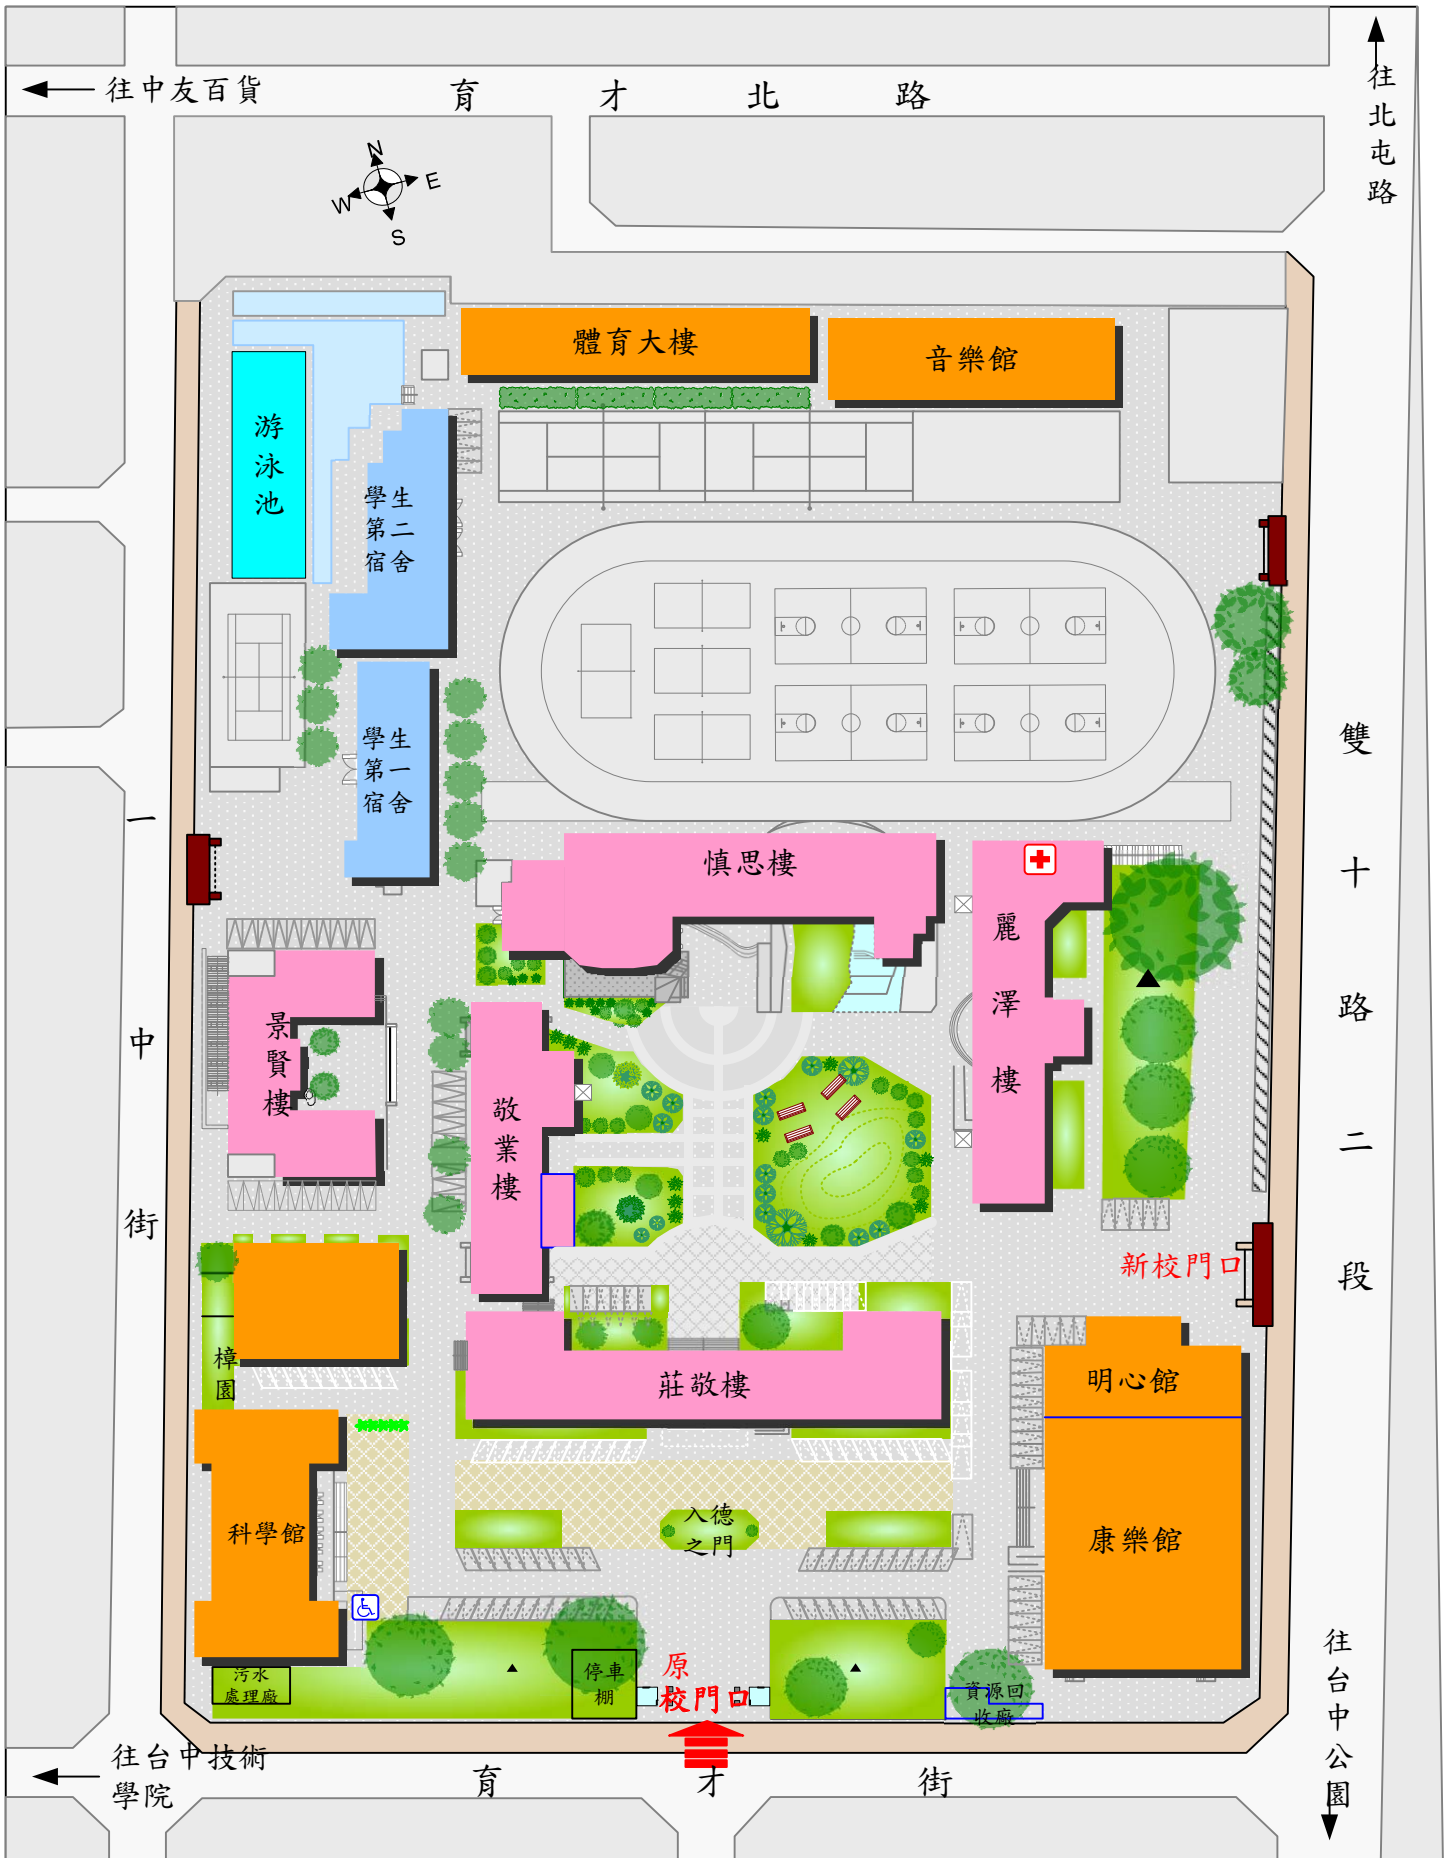 往中友百貨
育才北路
往北屯路
N
E
W
S
體育大樓
音樂館
游泳池
學生
第二
宿舍
學生
第一
宿舍
雙十路二段
一中街
慎思樓
麗澤樓
景賢樓
敬業樓
新校門口
樟園
莊敬樓
明心館
科學館
入德
之門
康樂館
污水
處理廠
停車
棚
原
校門口
資源回
收廠
往台中公園
往台中技術
學院
育才街